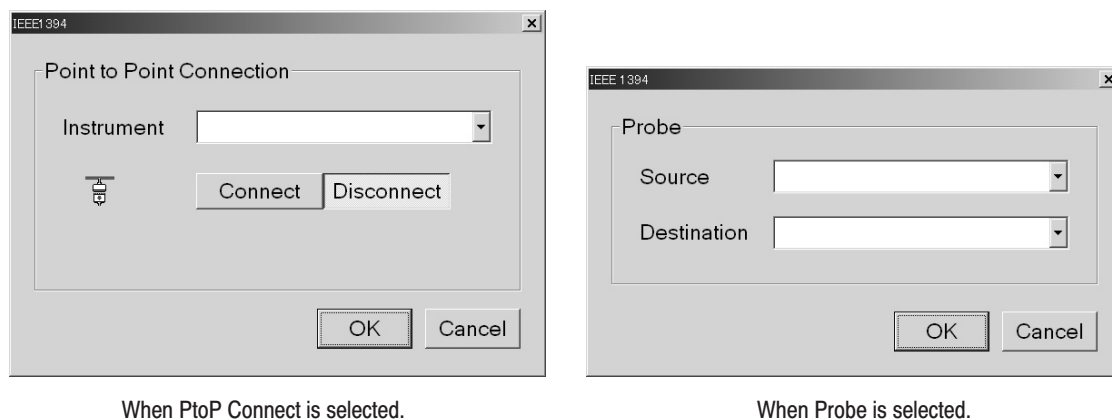 IEEE1394
Point to Point Connection
Instrument
Connect Disconnect
OK Cancel
When PtoP Connect is selected.
IEEE 1394
Probe
Source
Destination
OK Cancel
When Probe is selected.